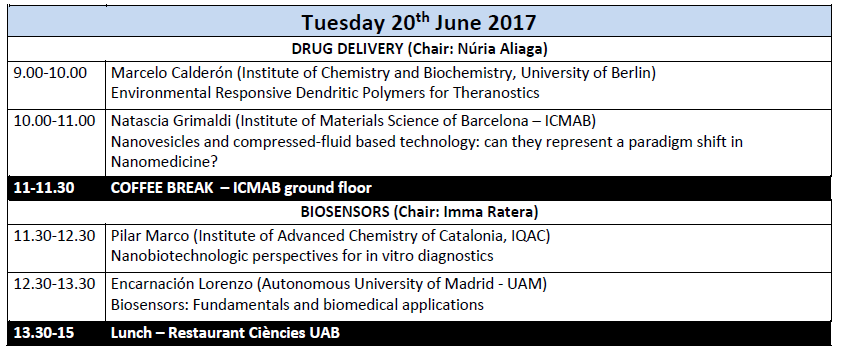 Tuesday 20th June 2017
DRUG DELIVERY (Chair: Núria Aliaga)
9.00-10.00 Marcelo Calderón (Institute of Chemistry and Biochemistry, University of Berlin)
Environmental Responsive Dendritic Polymers for Theranostics
10.00-11.00 Natascia Grimaldi (Institute of Materials Science of Barcelona – ICMAB)
Nanovesicles and compressed-fluid based technology: can they represent a paradigm shift in
Nanomedicine?
11-11.30 COFFEE BREAK – ICMAB ground floor
BIOSENSORS (Chair: Imma Ratera)
11.30-12.30 Pilar Marco (Institute of Advanced Chemistry of Catalonia, IQAC)
Nanobiotechnologic perspectives for in vitro diagnostics
12.30-13.30 Encarnación Lorenzo (Autonomous University of Madrid - UAM)
Biosensors: Fundamentals and biomedical applications
13.30-15 Lunch – Restaurant Ciències UAB